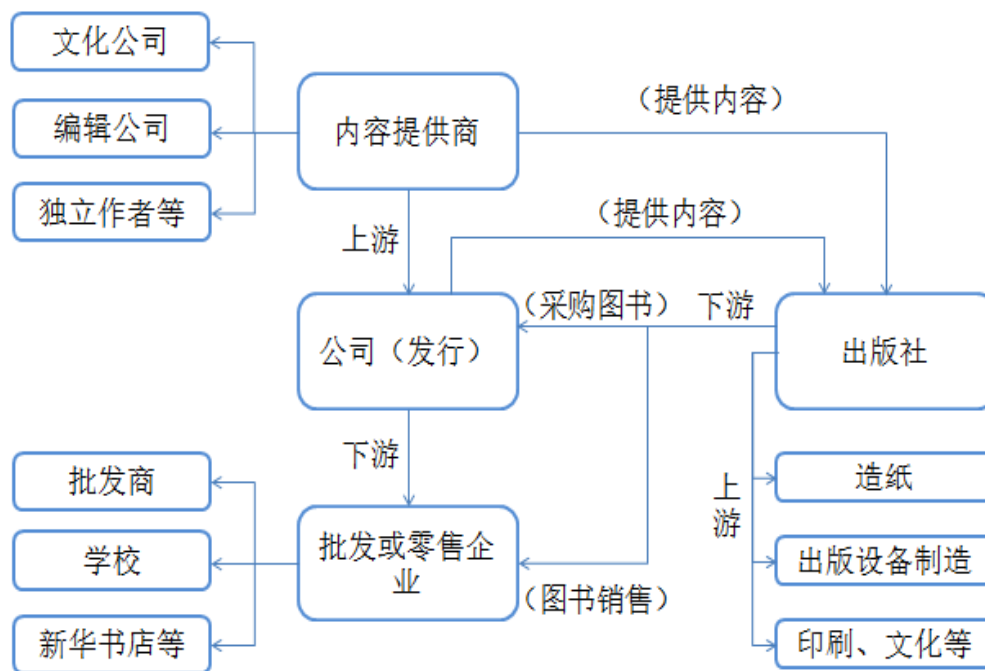 文化公司
编辑公司
独立作者等
内容提供商
（提供内容）
（提供内容）
上游
公司（发行）
（采购图书）
下游
出版社
下游
批发或零售企
业
（图书销售）
批发商
学校
新华书店等
上
游
造纸
出版设备制造
印刷、文化等